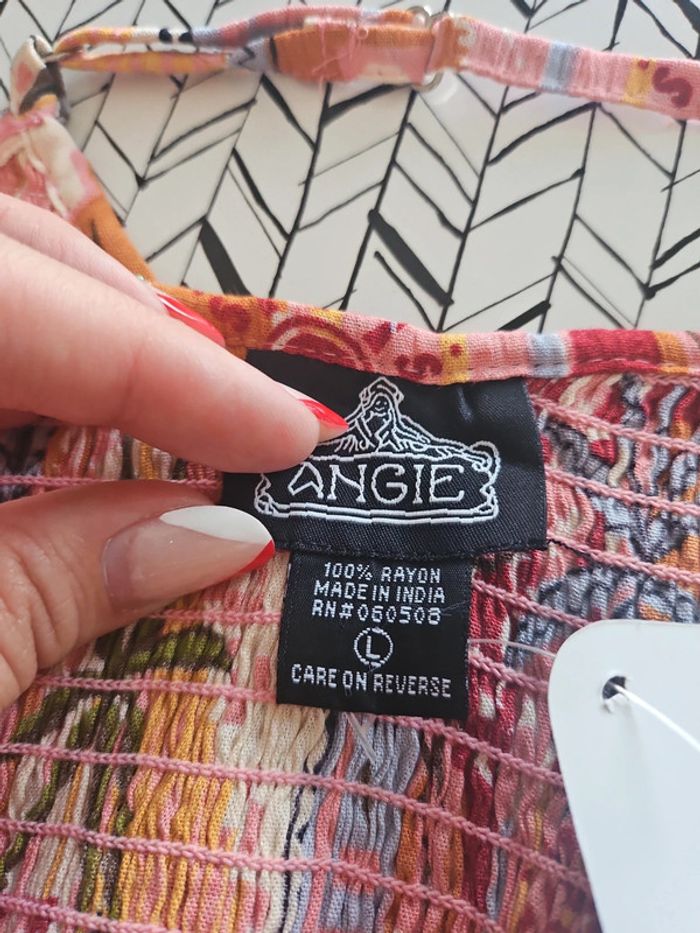 ANGIE
100% RAYON
MADE IN INDIA
RN#060508
L
CARE ON REVERSE